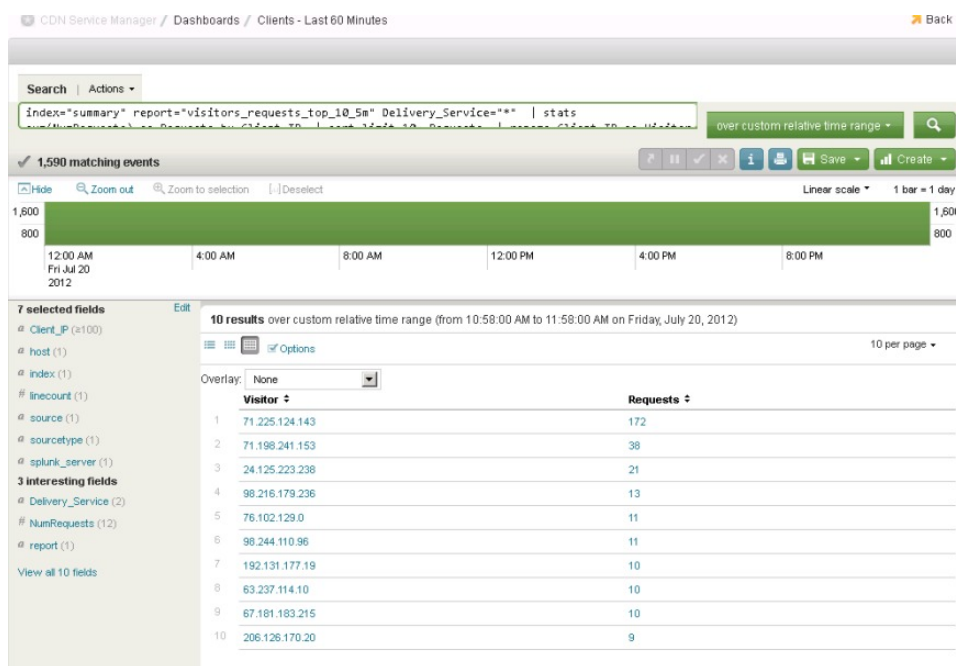 CDN Service Manager / Dashboards / Clients - Last 60 Minutes
Back
Search | Actions
index="summary" report="visitors_requests_top_10_5m" Delivery_Service="*" | stats
over custom relative time range
1,590 matching events
Save
Create
Hide Zoom out Zoom to selection [..] Deselect
Linear scale 1 bar = 1 day
1,600 1,60
800 800
12:00 AM 4:00 AM 8:00 AM 12:00 PM 4:00 PM 8:00 PM
Fri Jul 20
2012
7 selected fields Edit
a Client_IP (≥100)
a host (1)
a index (1)
# linecount (1)
a source (1)
a sourcetype (1)
a splunk_server (1)
3 interesting fields
a Delivery_Service (2)
# NumRequests (12)
a report (1)
View all 10 fields
10 results over custom relative time range (from 10:58:00 AM to 11:58:00 AM on Friday, July 20, 2012)
Options
10 per page
Overlay: None
Visitor Requests
1 71.225.124.143 172
2 71.198.241.153 38
3 24.125.223.238 21
4 98.216.179.236 13
5 76.102.129.0 11
6 98.244.110.96 11
7 192.131.177.19 10
8 63.237.114.10 10
9 67.181.183.215 10
10 206.126.170.20 9